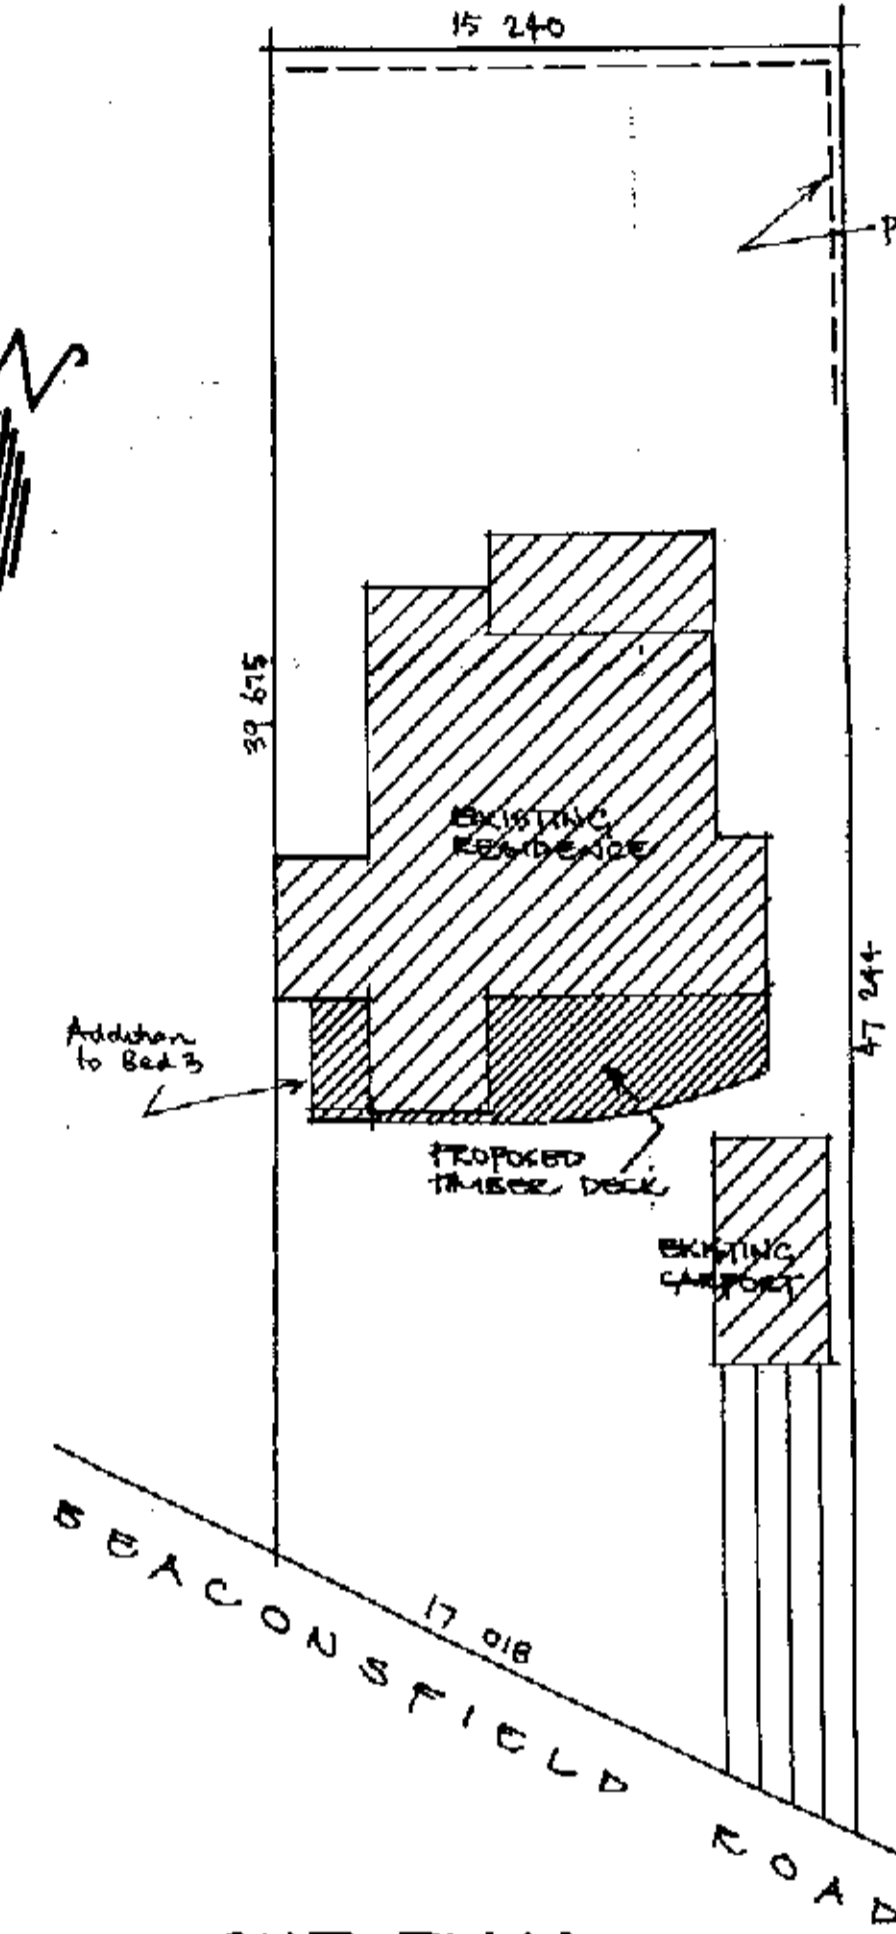 15 240
P
N
39 675
EXISTING
RESIDENCE
47 244
Addition
to Bed 3
PROPOSED
TIMBER DECK
EXISTING
CARPORT
17 018
BEACONSFIELD ROAD